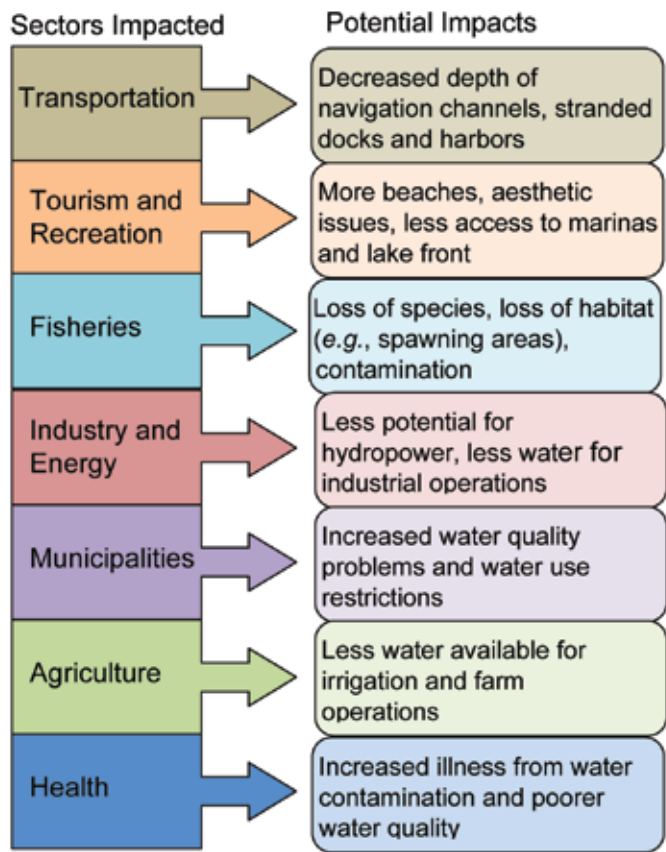 Sectors Impacted
Potential Impacts
Transportation
Decreased depth of
navigation channels, stranded
docks and harbors
Tourism and
Recreation
More beaches, aesthetic
issues, less access to marinas
and lake front
Fisheries
Loss of species, loss of habitat
(e.g., spawning areas),
contamination
Industry and
Energy
Less potential for
hydropower, less water for
industrial operations
Municipalities
Increased water quality
problems and water use
restrictions
Agriculture
Less water available for
irrigation and farm
operations
Health
Increased illness from water
contamination and poorer
water quality